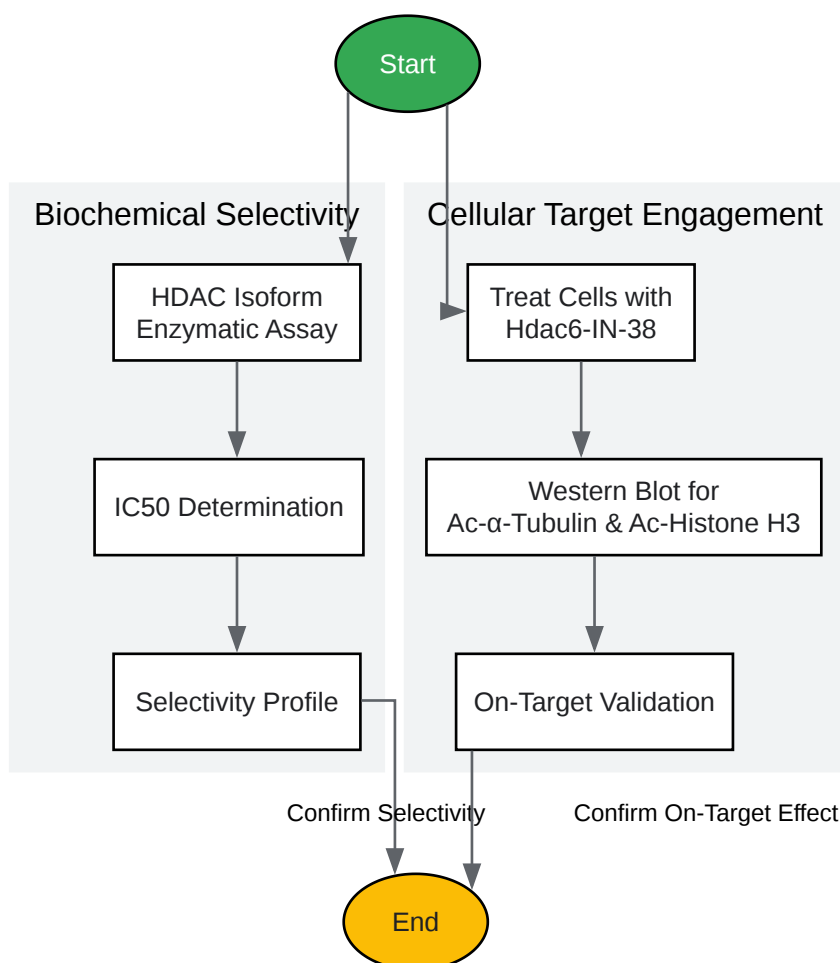 Start
Biochemical Selectivity
HDAC Isoform
Enzymatic Assay
IC50 Determination
Selectivity Profile
Cellular Target Engagement
Treat Cells with
Hdac6-IN-38
Western Blot for
Ac-α-Tubulin & Ac-Histone H3
On-Target Validation
Confirm Selectivity
Confirm On-Target Effect
End